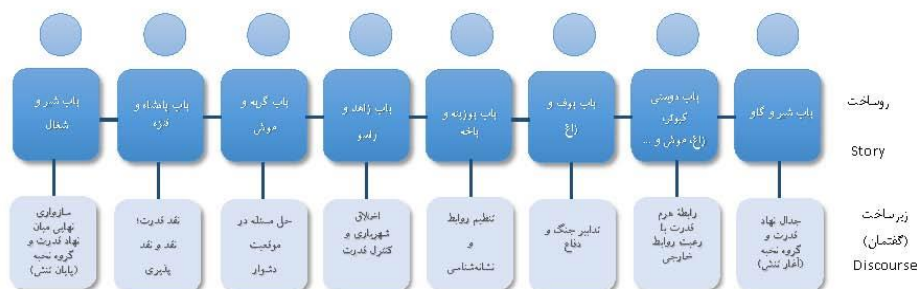 روساخت
Story
باب شیر و گاو
باب دوستی
کبوتر،
زاغ، موش و ...
باب بوف و
زاغ
باب بوزینه و
باخه
باب زاهد و
راسو
باب گربه و
موش
باب پادشاه و
فنزه
باب شیر و
شغال
زیرساخت
(گفتمان)
Discourse
جدال نهاد
قدرت و
گروه نخبه
(آغاز تنش)
رابطهٔ هرم
قدرت با
رعیت روابط
خارجی
تدابیر جنگ و
دفاع
تنظیم روابط
و
نشانه‌شناسی
اخلاق
شهریاری و
کنترل قدرت
حل مسئله در
موقعیت
دشوار
نقد قدرت؛
نقد و نقد
پذیری
سازواری
نهایی میان
نهاد قدرت و
گروه نخبه
(پایان تنش)